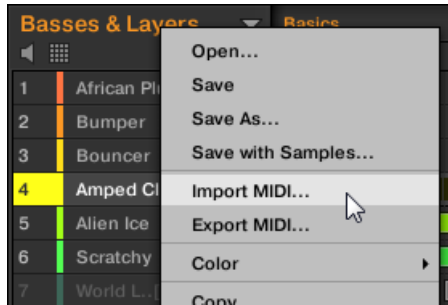 Basses & Layers
Basics
1 African Pl
2 Bumper
3 Bouncer
4 Amped Cl
5 Alien Ice
6 Scratchy
7 World L..[
Open...
Save
Save As...
Save with Samples...
Import MIDI...
Export MIDI...
Color
Copy